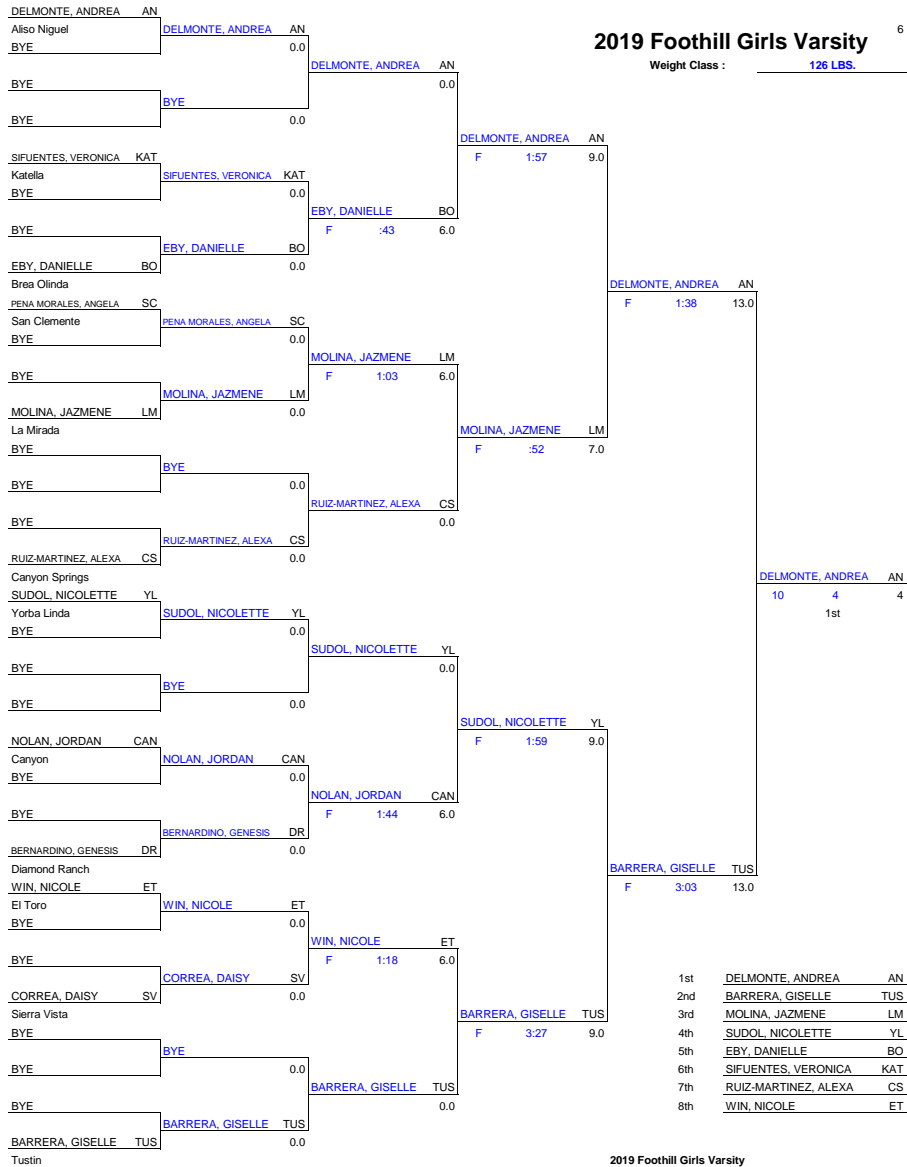 2019 Foothill Girls Varsity
6
Weight Class :
126 LBS.
DELMONTE, ANDREA AN
Aliso Niguel
BYE
BYE
BYE
SIFUENTES, VERONICA KAT
Katella
BYE
BYE
EBY, DANIELLE BO
Brea Olinda
PENA MORALES, ANGELA SC
San Clemente
BYE
BYE
MOLINA, JAZMENE LM
La Mirada
BYE
BYE
BYE
RUIZ-MARTINEZ, ALEXA CS
Canyon Springs
SUDOL, NICOLETTE YL
Yorba Linda
BYE
BYE
BYE
NOLAN, JORDAN CAN
Canyon
BYE
BYE
BERNARDINO, GENESIS DR
Diamond Ranch
WIN, NICOLE ET
El Toro
BYE
BYE
CORREA, DAISY SV
Sierra Vista
BYE
BYE
BYE
BARRERA, GISELLE TUS
Tustin
DELMONTE, ANDREA AN
0.0
BYE
0.0
SIFUENTES, VERONICA KAT
0.0
EBY, DANIELLE BO
0.0
PENA MORALES, ANGELA SC
0.0
MOLINA, JAZMENE LM
0.0
BYE
0.0
RUIZ-MARTINEZ, ALEXA CS
0.0
SUDOL, NICOLETTE YL
0.0
BYE
0.0
NOLAN, JORDAN CAN
0.0
BERNARDINO, GENESIS DR
0.0
WIN, NICOLE ET
0.0
CORREA, DAISY SV
0.0
BYE
0.0
BARRERA, GISELLE TUS
0.0
DELMONTE, ANDREA AN
0.0
EBY, DANIELLE BO
F :43 6.0
MOLINA, JAZMENE LM
F 1:03 6.0
RUIZ-MARTINEZ, ALEXA CS
0.0
SUDOL, NICOLETTE YL
0.0
NOLAN, JORDAN CAN
F 1:44 6.0
WIN, NICOLE ET
F 1:18 6.0
BARRERA, GISELLE TUS
0.0
DELMONTE, ANDREA AN
F 1:57 9.0
MOLINA, JAZMENE LM
F :52 7.0
SUDOL, NICOLETTE YL
F 1:59 9.0
BARRERA, GISELLE TUS
F 3:27 9.0
DELMONTE, ANDREA AN
F 1:38 13.0
BARRERA, GISELLE TUS
F 3:03 13.0
DELMONTE, ANDREA AN
10 4 4
1st
1st DELMONTE, ANDREA AN
2nd BARRERA, GISELLE TUS
3rd MOLINA, JAZMENE LM
4th SUDOL, NICOLETTE YL
5th EBY, DANIELLE BO
6th SIFUENTES, VERONICA KAT
7th RUIZ-MARTINEZ, ALEXA CS
8th WIN, NICOLE ET
2019 Foothill Girls Varsity